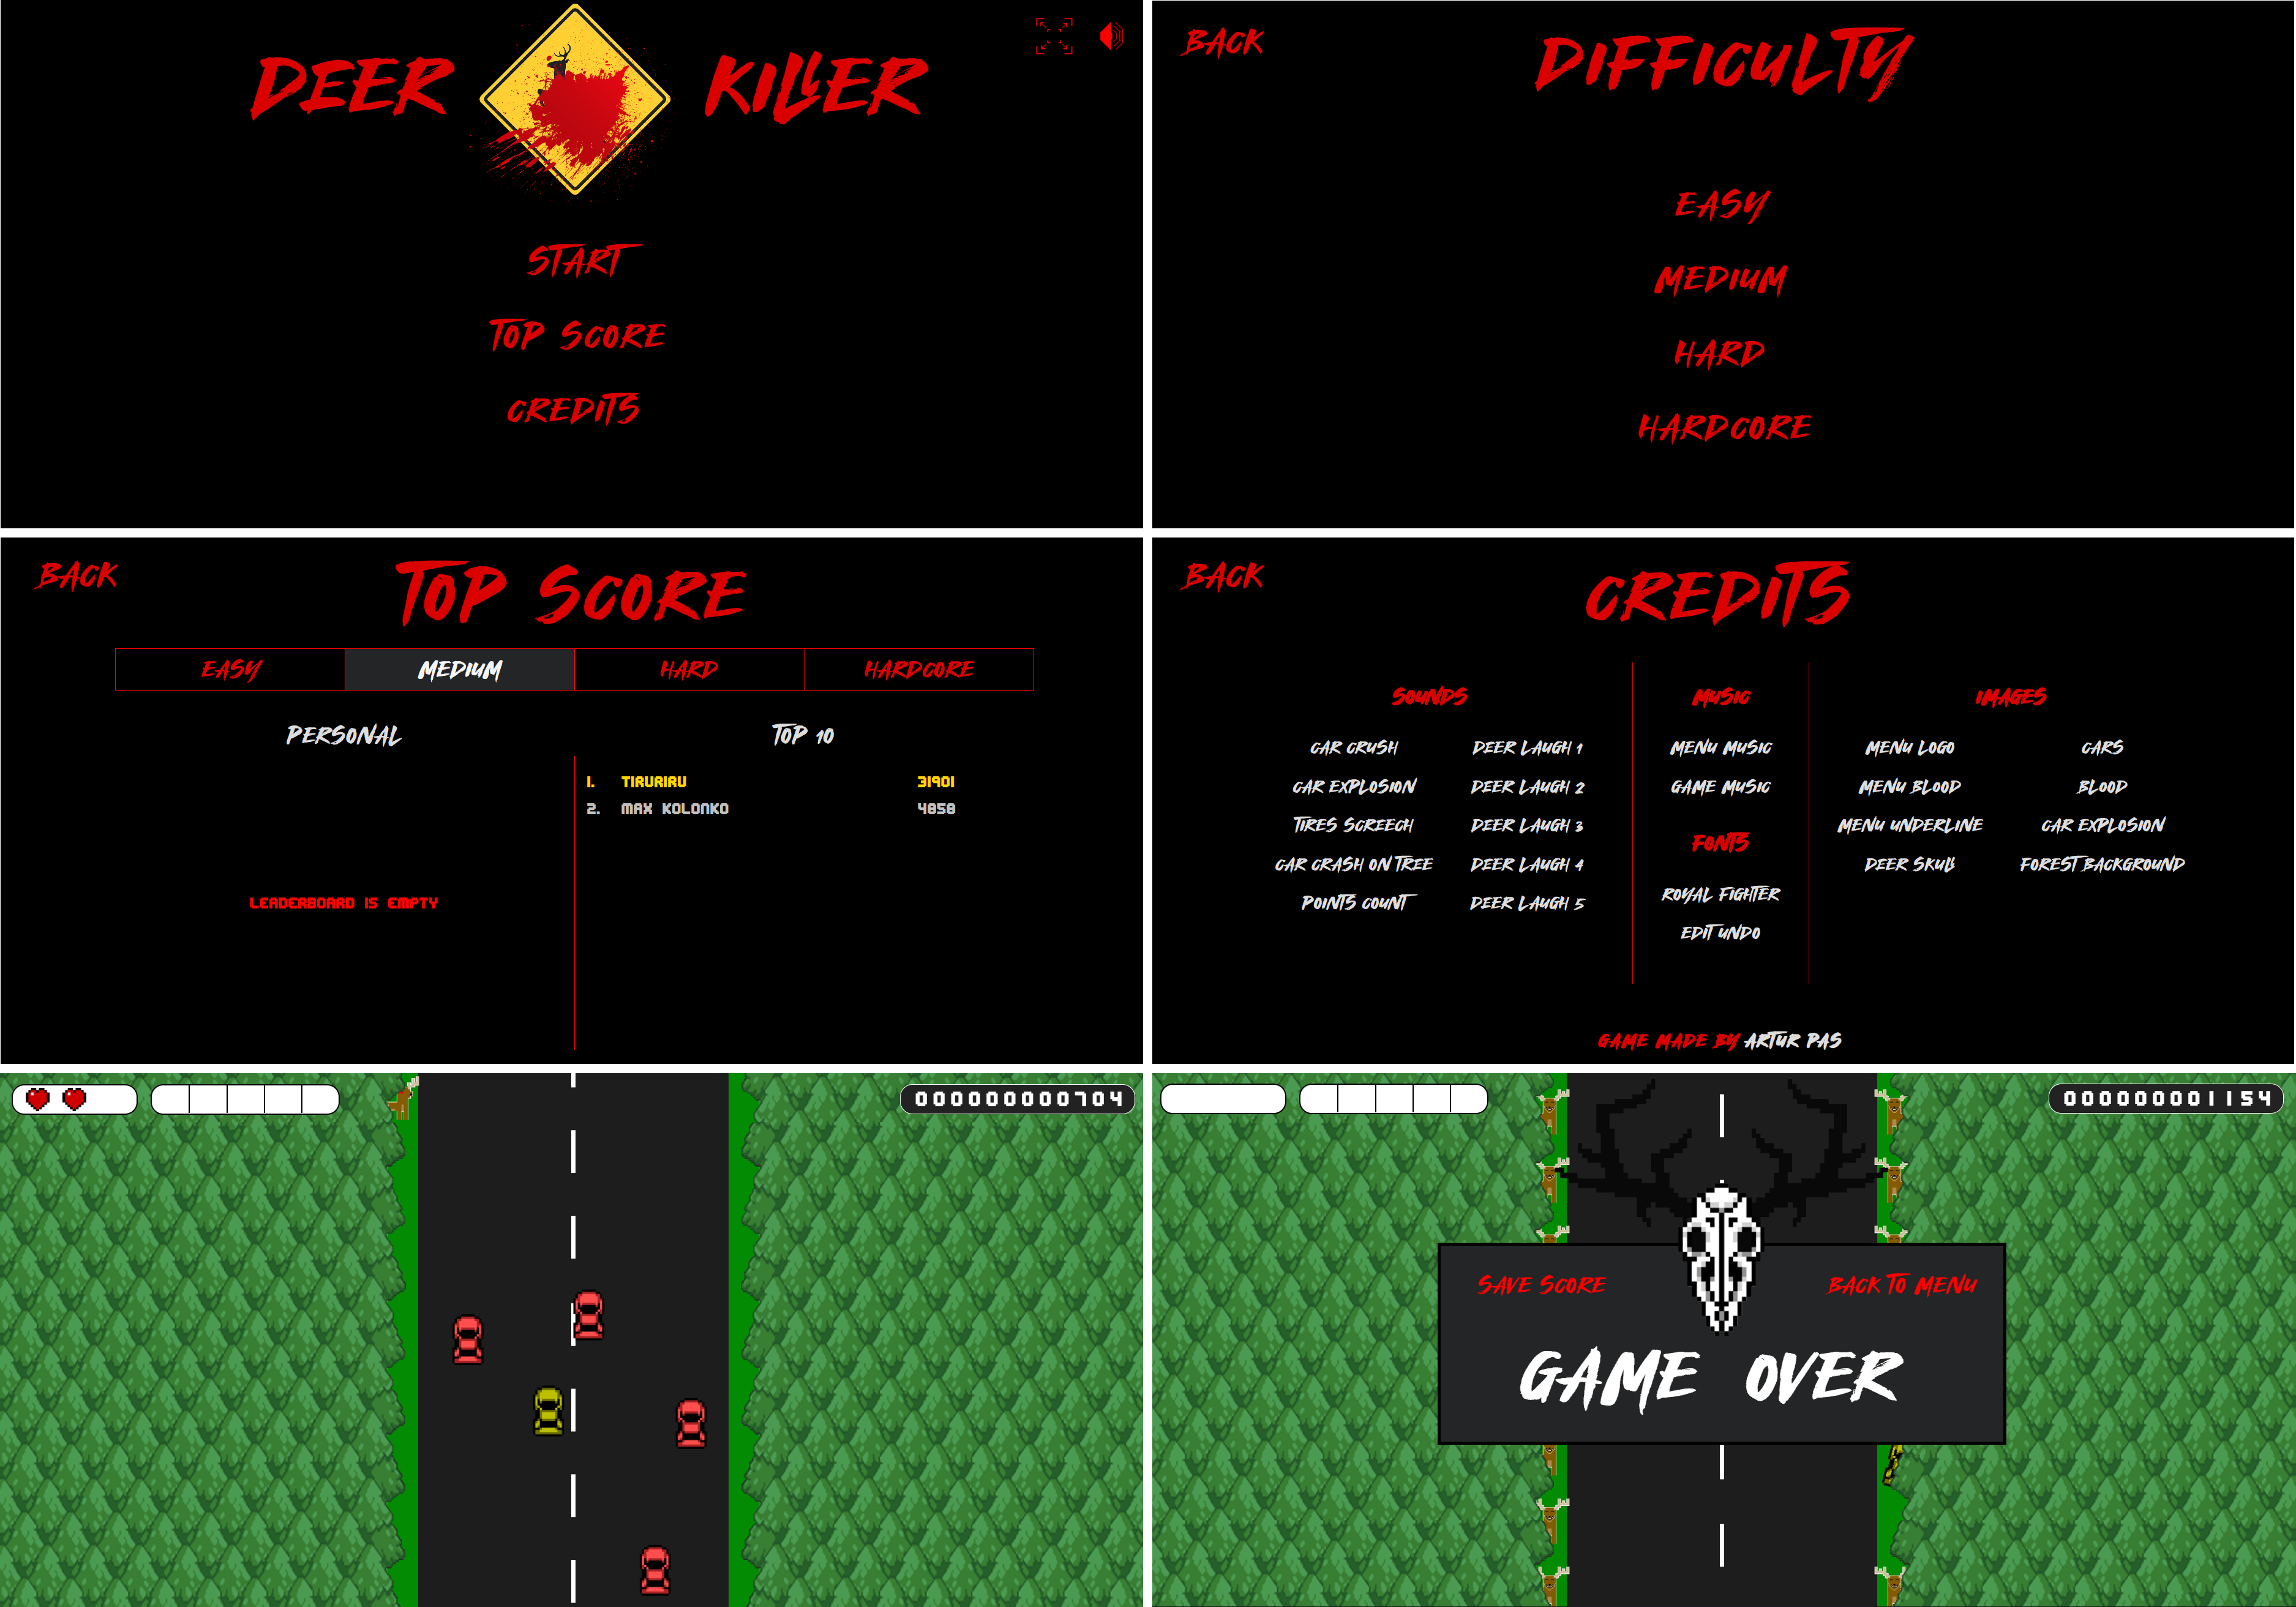 DEER KILLER
START
TOP SCORE
CREDITS
BACK
DIFFICULTY
EASY
MEDIUM
HARD
HARDCORE
BACK
TOP SCORE
EASY MEDIUM HARD HARDCORE
PERSONAL TOP 10
1. TIRURIRU 31901
2. MAX KOLONKO 4858
LEADERBOARD IS EMPTY
BACK
CREDITS
SOUNDS
CAR CRUSH DEER LAUGH 1
CAR EXPLOSION DEER LAUGH 2
TIRES SCREECH DEER LAUGH 3
CAR CRASH ON TREE DEER LAUGH 4
POINTS COUNT DEER LAUGH 5
MUSIC
MENU MUSIC
GAME MUSIC
FONTS
ROYAL FIGHTER
EDIT UNDO
IMAGES
MENU LOGO CARS
MENU BLOOD BLOOD
MENU UNDERLINE CAR EXPLOSION
DEER SKULL FOREST BACKGROUND
GAME MADE BY ARTUR PAS
000000000704
000000001154
SAVE SCORE BACK TO MENU
GAME OVER